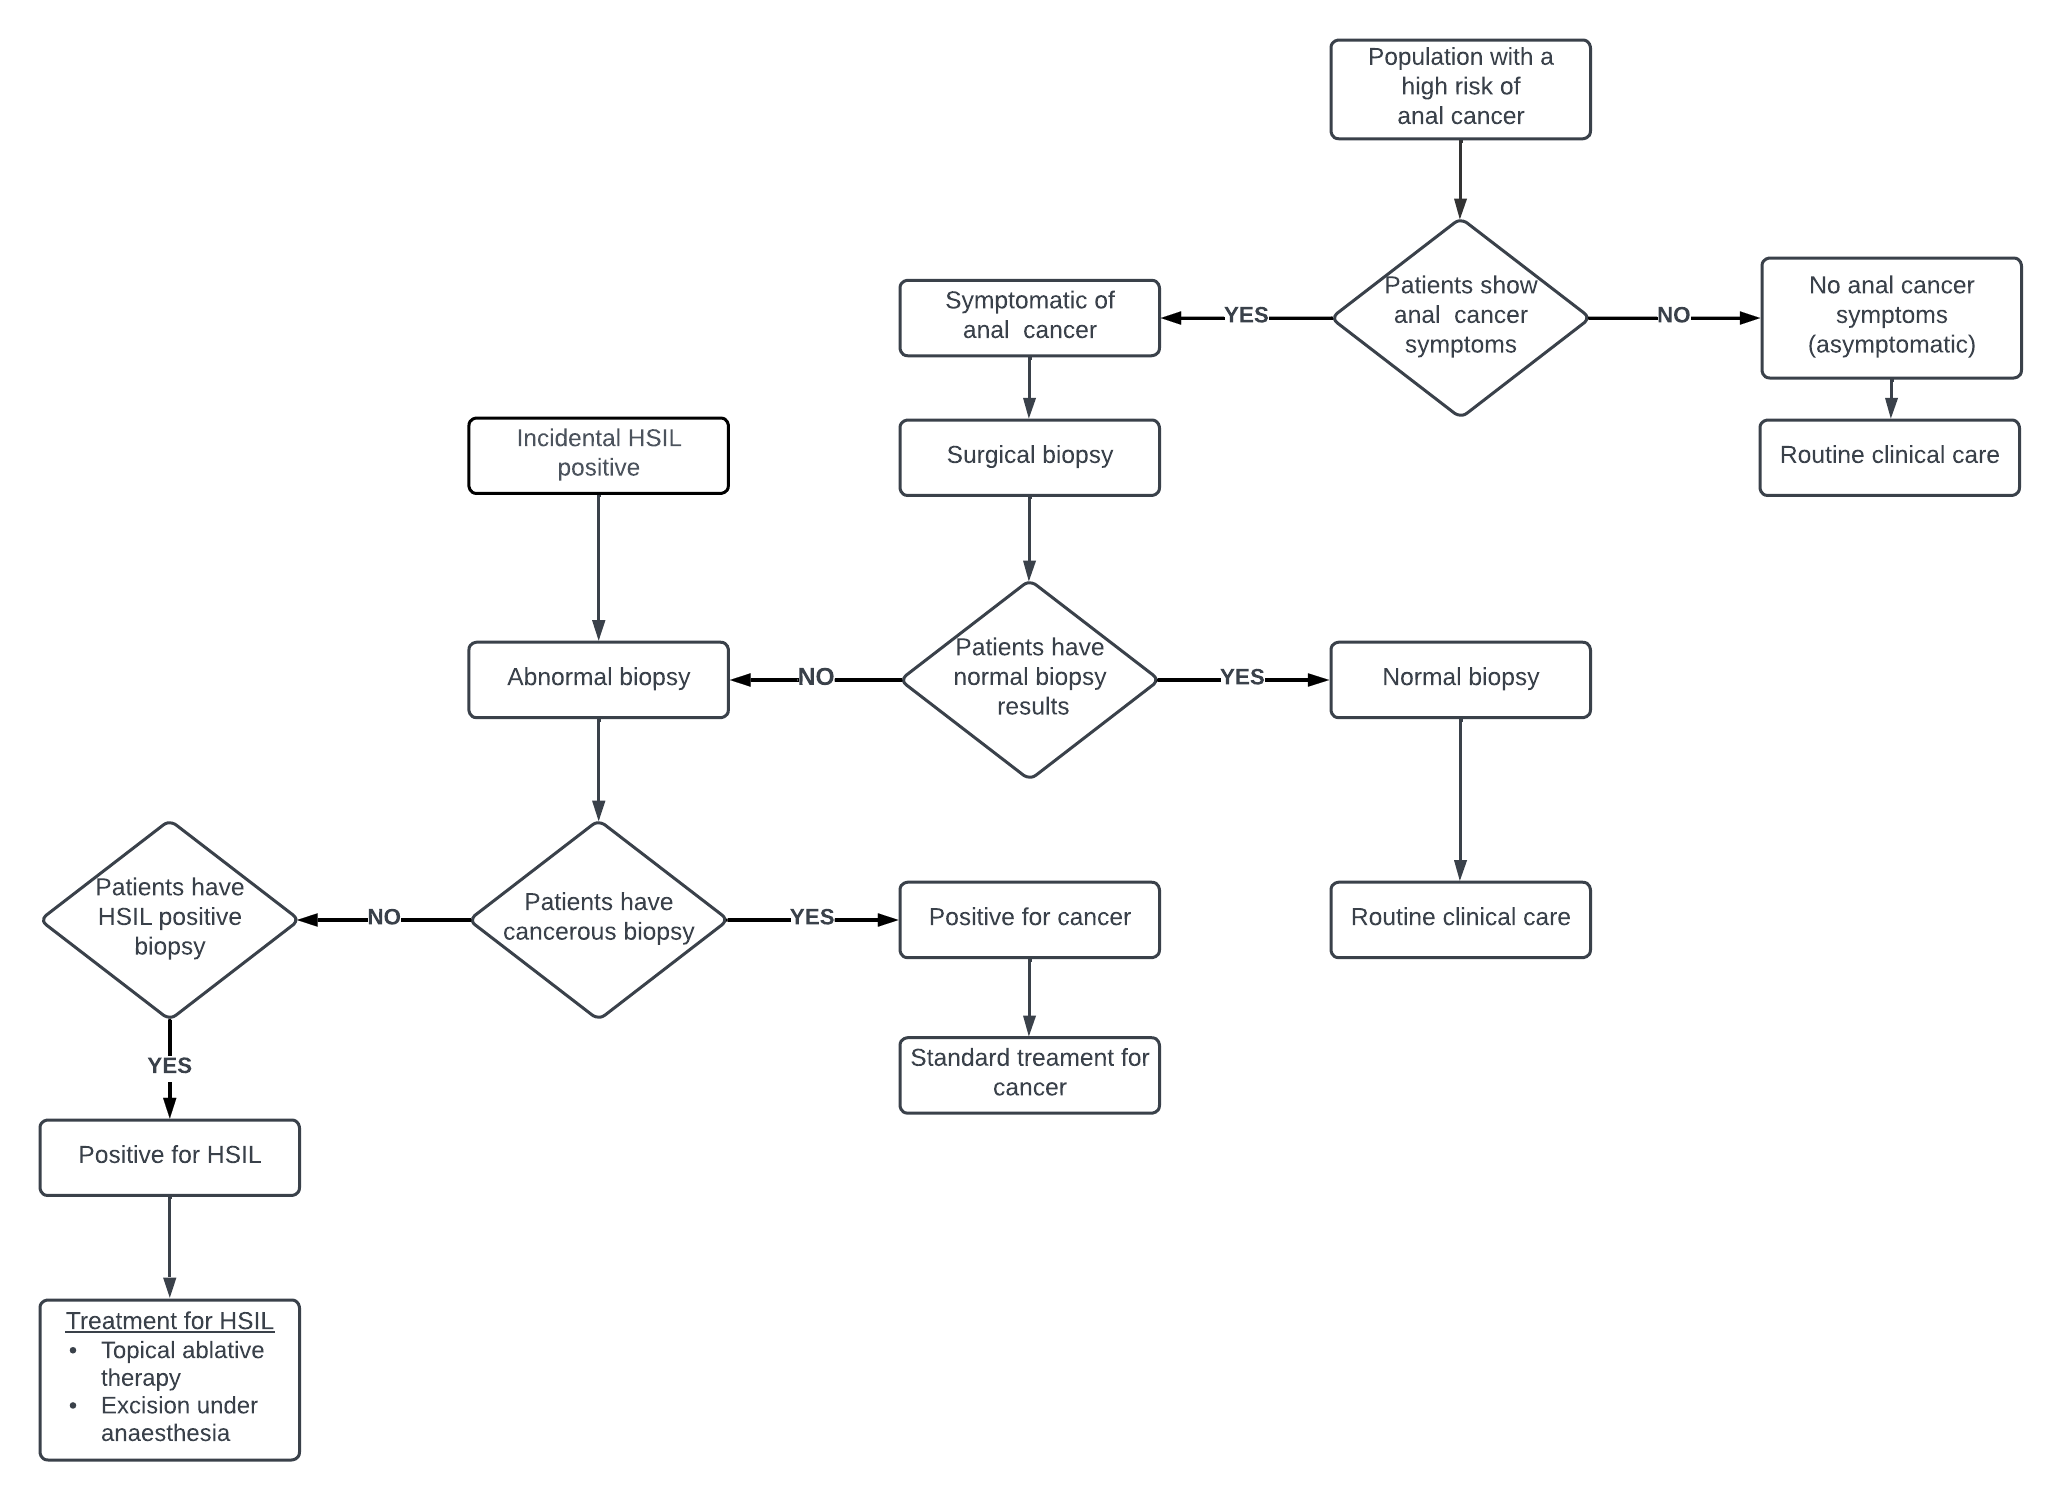 Population with a
high risk of
anal cancer
Patients show
anal  cancer
symptoms
YES
NO
Symptomatic of
anal  cancer
No anal cancer
symptoms
(asymptomatic)
Incidental HSIL
positive
Surgical biopsy
Routine clinical care
Abnormal biopsy
NO
Patients have
normal biopsy
results
YES
Normal biopsy
Patients have
HSIL positive
biopsy
NO
Patients have
cancerous biopsy
YES
Positive for cancer
Routine clinical care
Standard treament for
cancer
YES
Positive for HSIL
Treatment for HSIL
• Topical ablative
therapy
• Excision under
anaesthesia